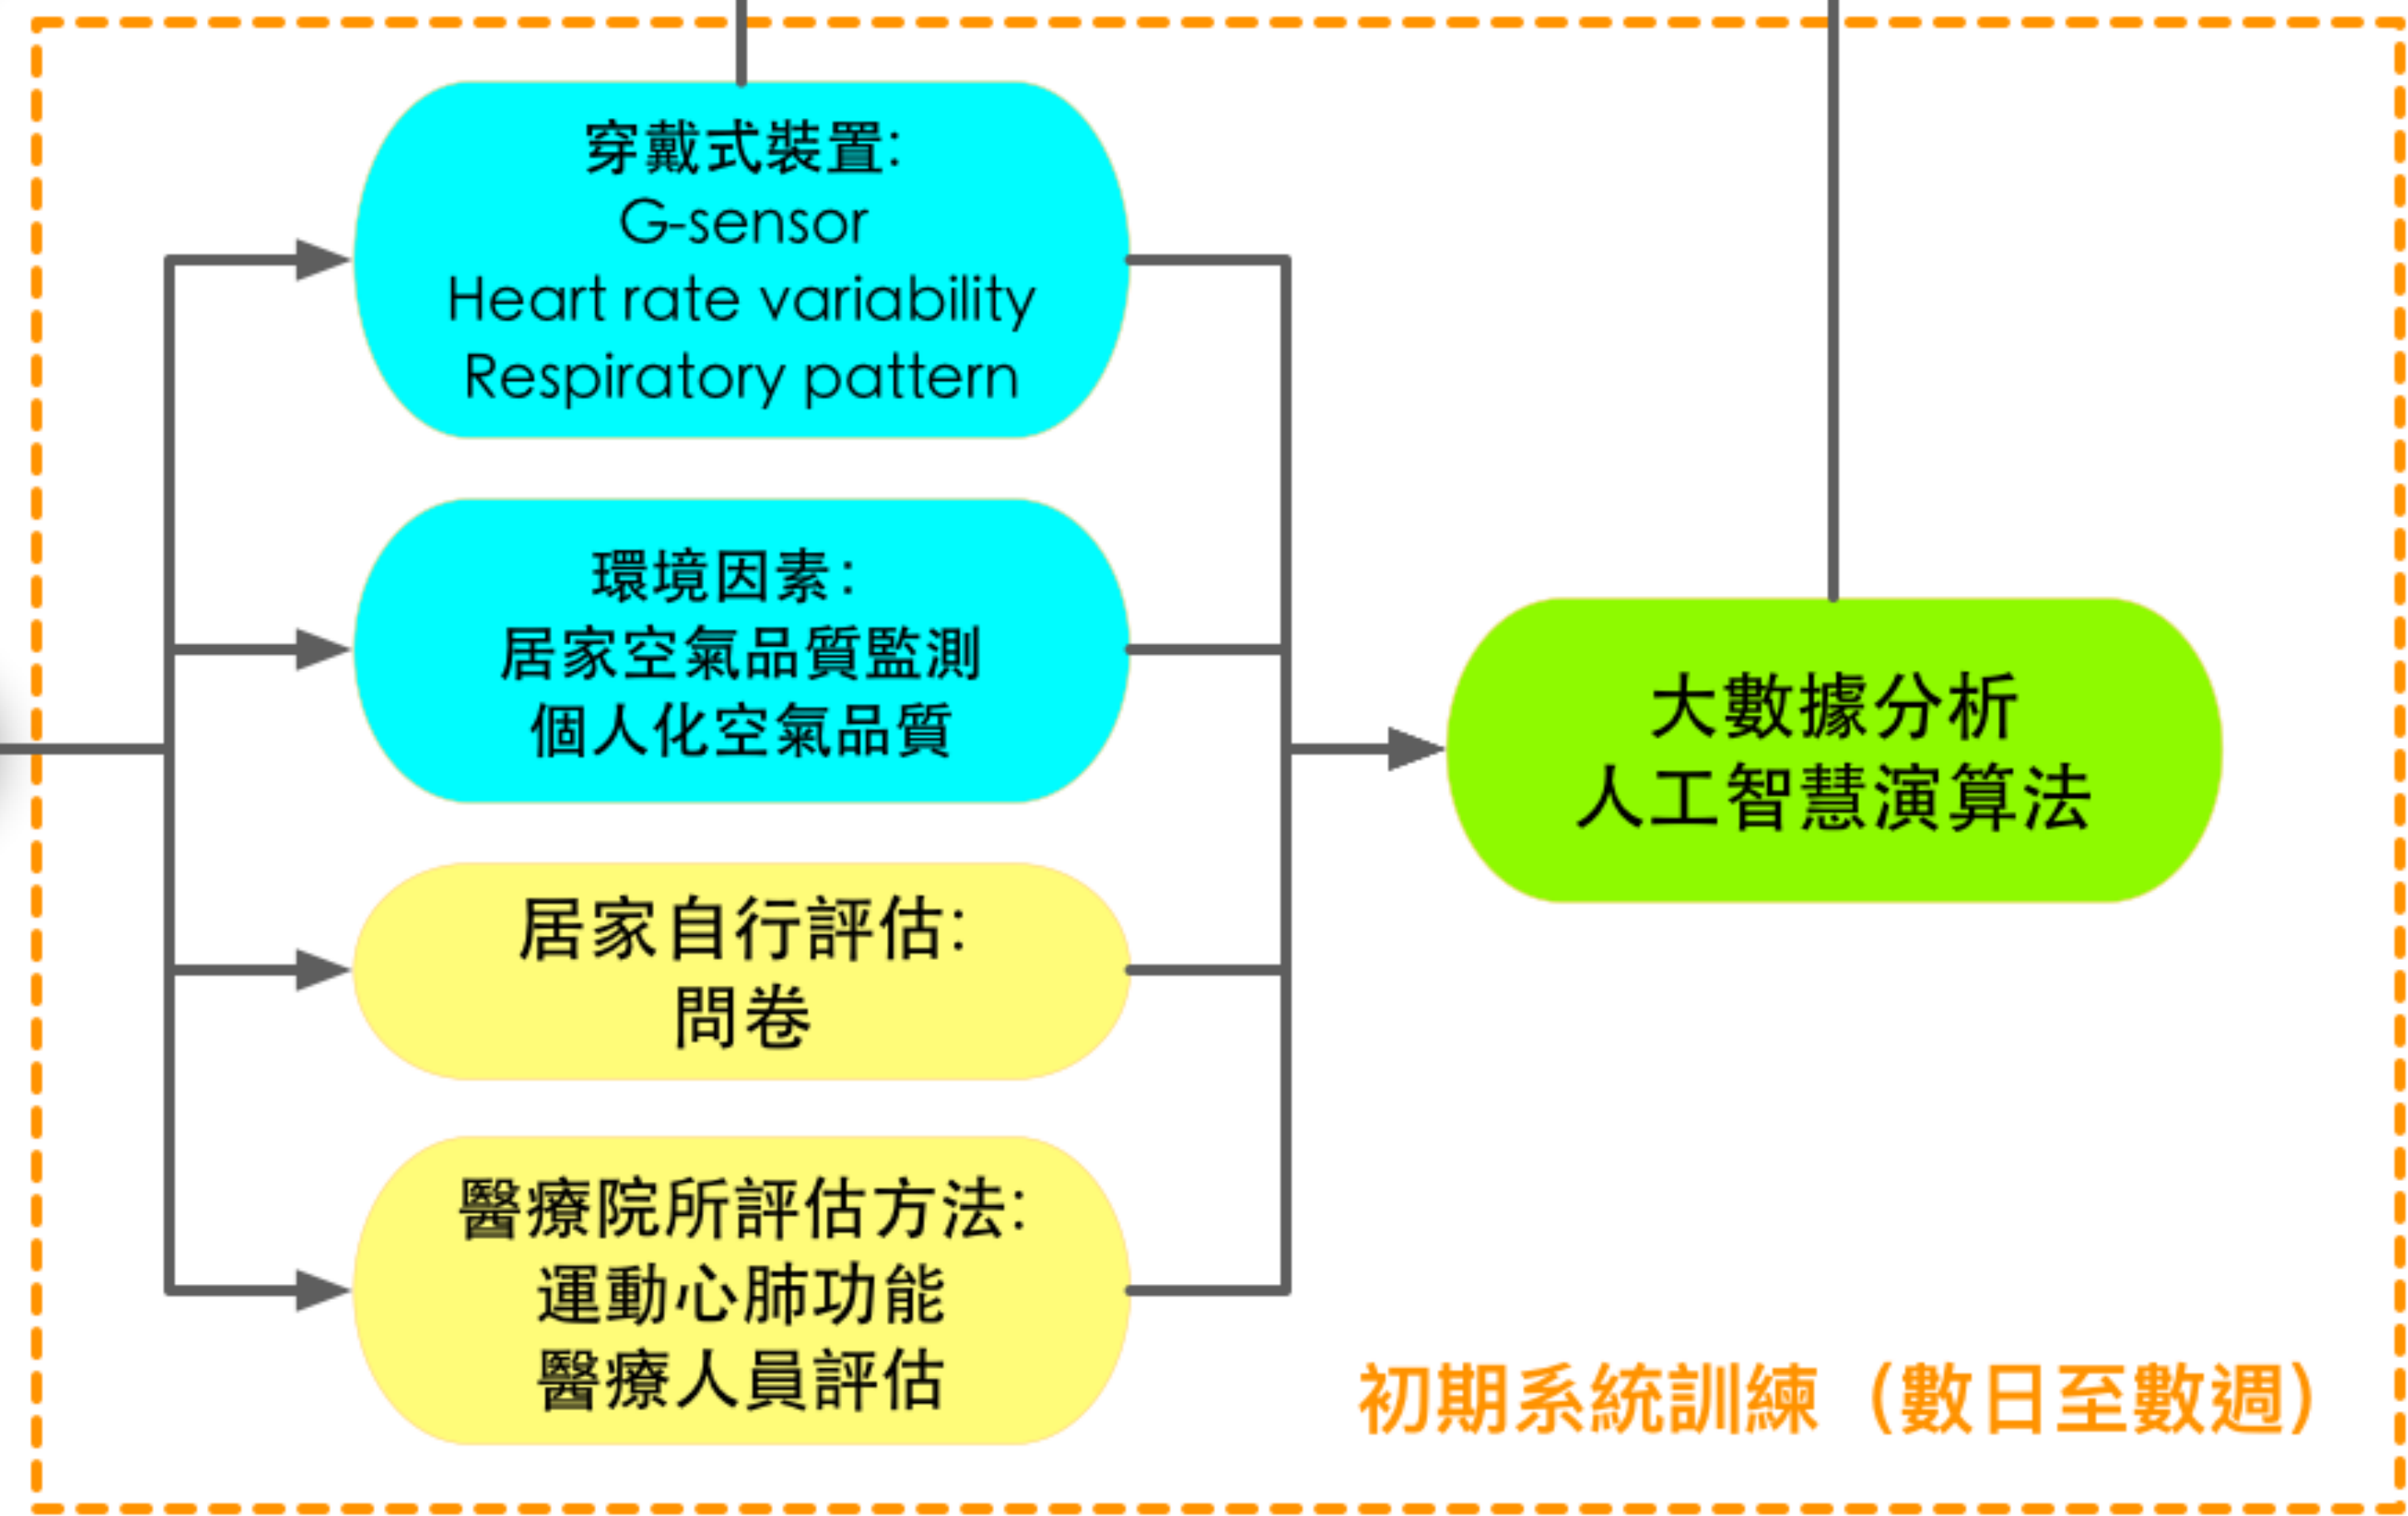 穿戴式裝置:
G-sensor
Heart rate variability
Respiratory pattern
環境因素:
居家空氣品質監測
個人化空氣品質
居家自行評估:
問卷
醫療院所評估方法:
運動心肺功能
醫療人員評估
大數據分析
人工智慧演算法
初期系統訓練（數日至數週）